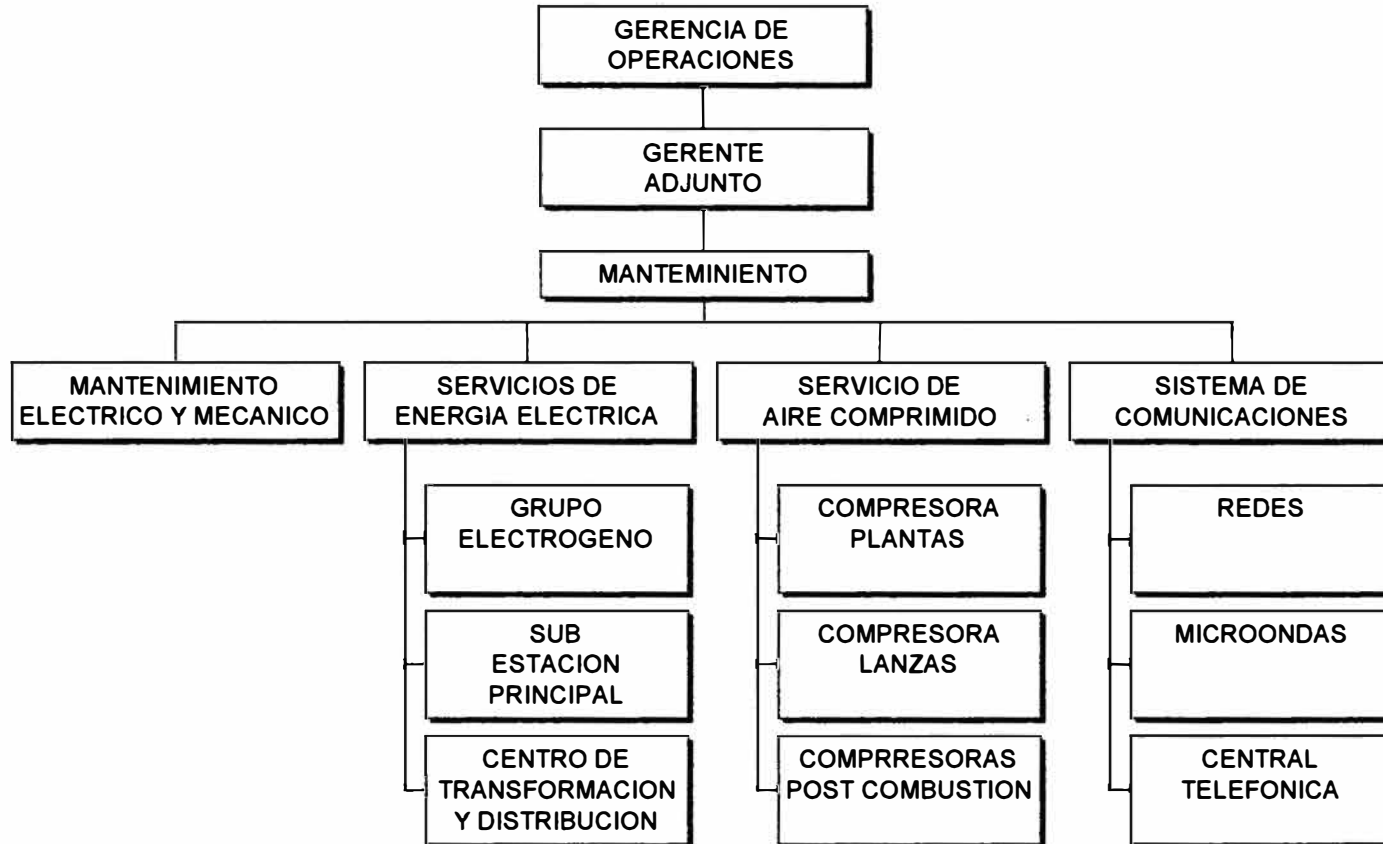 GERENCIA DE
OPERACIONES
GERENTE
ADJUNTO
MANTEMINIENTO
MANTENIMIENTO
ELECTRICO Y MECANICO
SERVICIOS DE
ENERGIA ELECTRICA
SERVICIO DE
AIRE COMPRIMIDO
SISTEMA DE
COMUNICACIONES
GRUPO
ELECTROGENO
COMPRESORA
PLANTAS
REDES
SUB
ESTACION
PRINCIPAL
COMPRESORA
LANZAS
MICROONDAS
CENTRO DE
TRANSFORMACION
Y DISTRIBUCION
COMPRRESORAS
POST COMBUSTION
CENTRAL
TELEFONICA